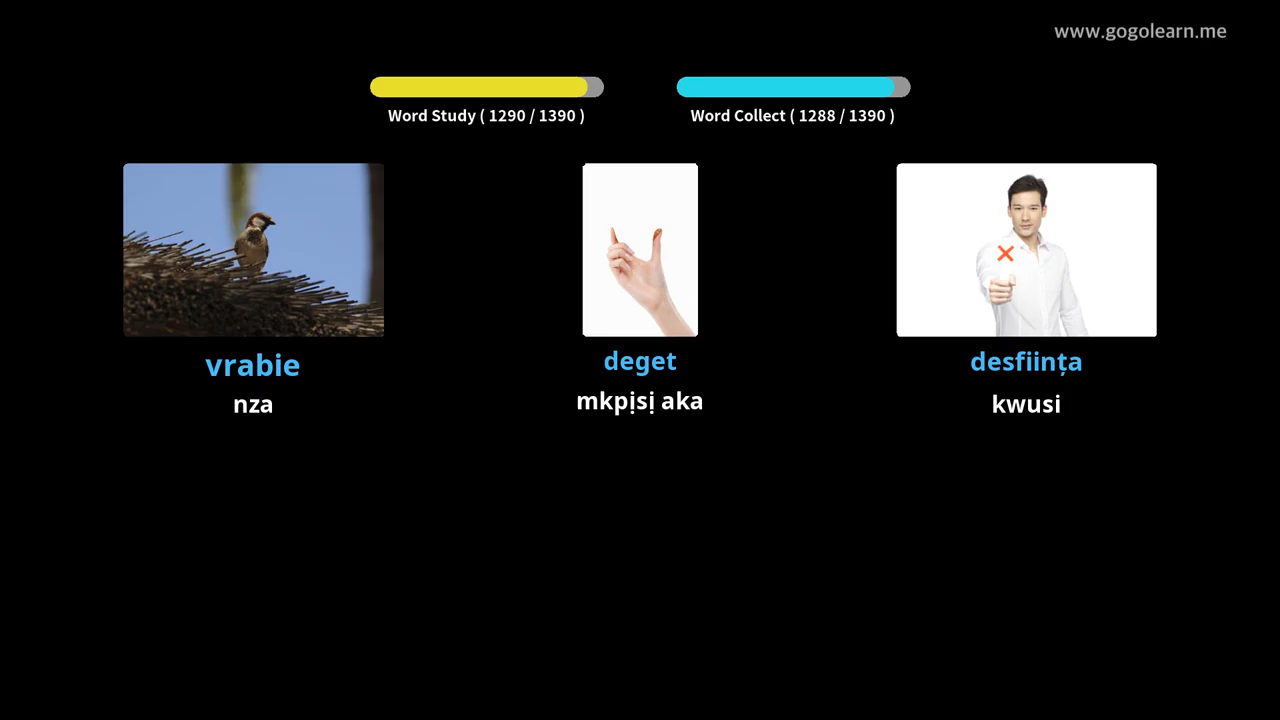 www.gogolearn.me
Word Study ( 1290 / 1390 )
Word Collect ( 1288 / 1390 )
vrabie
nza
deget
mkpịsị aka
desființa
kwusi